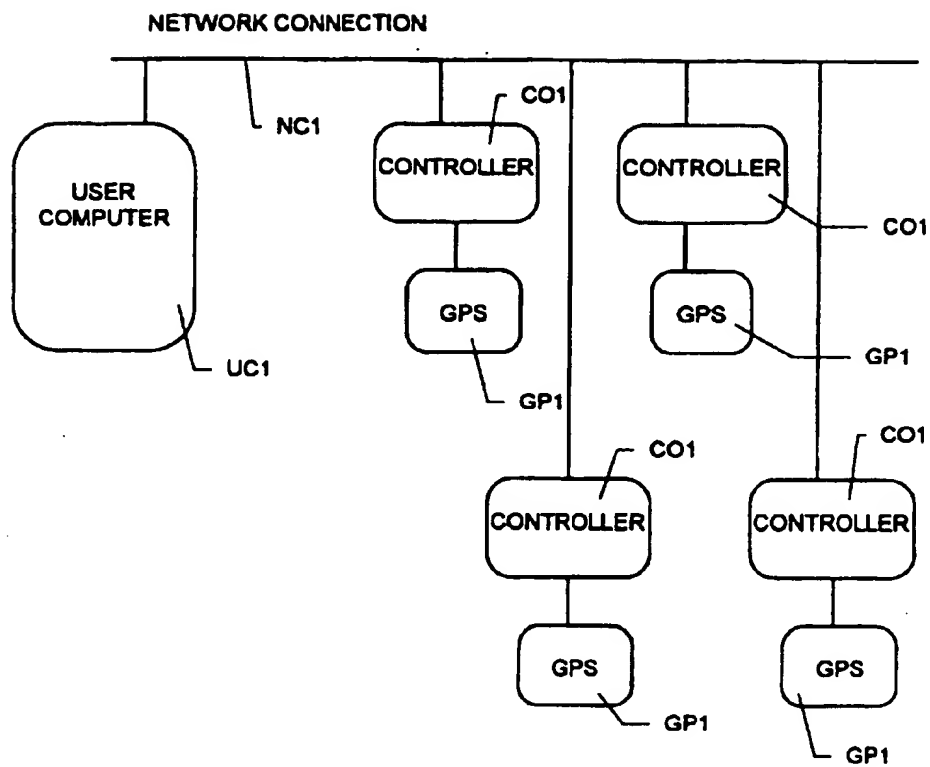 NETWORK CONNECTION
NC1
CO1
USER
COMPUTER
CONTROLLER
CONTROLLER
CO1
GPS
GPS
UC1
GP1
GP1
CO1
CO1
CONTROLLER
CONTROLLER
GPS
GPS
GP1
GP1